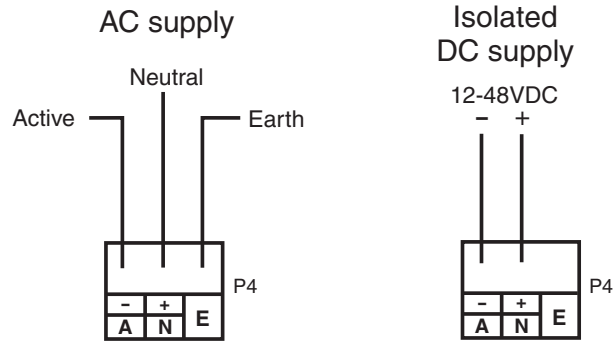 AC supply
Neutral
Active
Earth
P4
– +
A N E
Isolated
DC supply
12-48VDC
– +
P4
– +
A N E